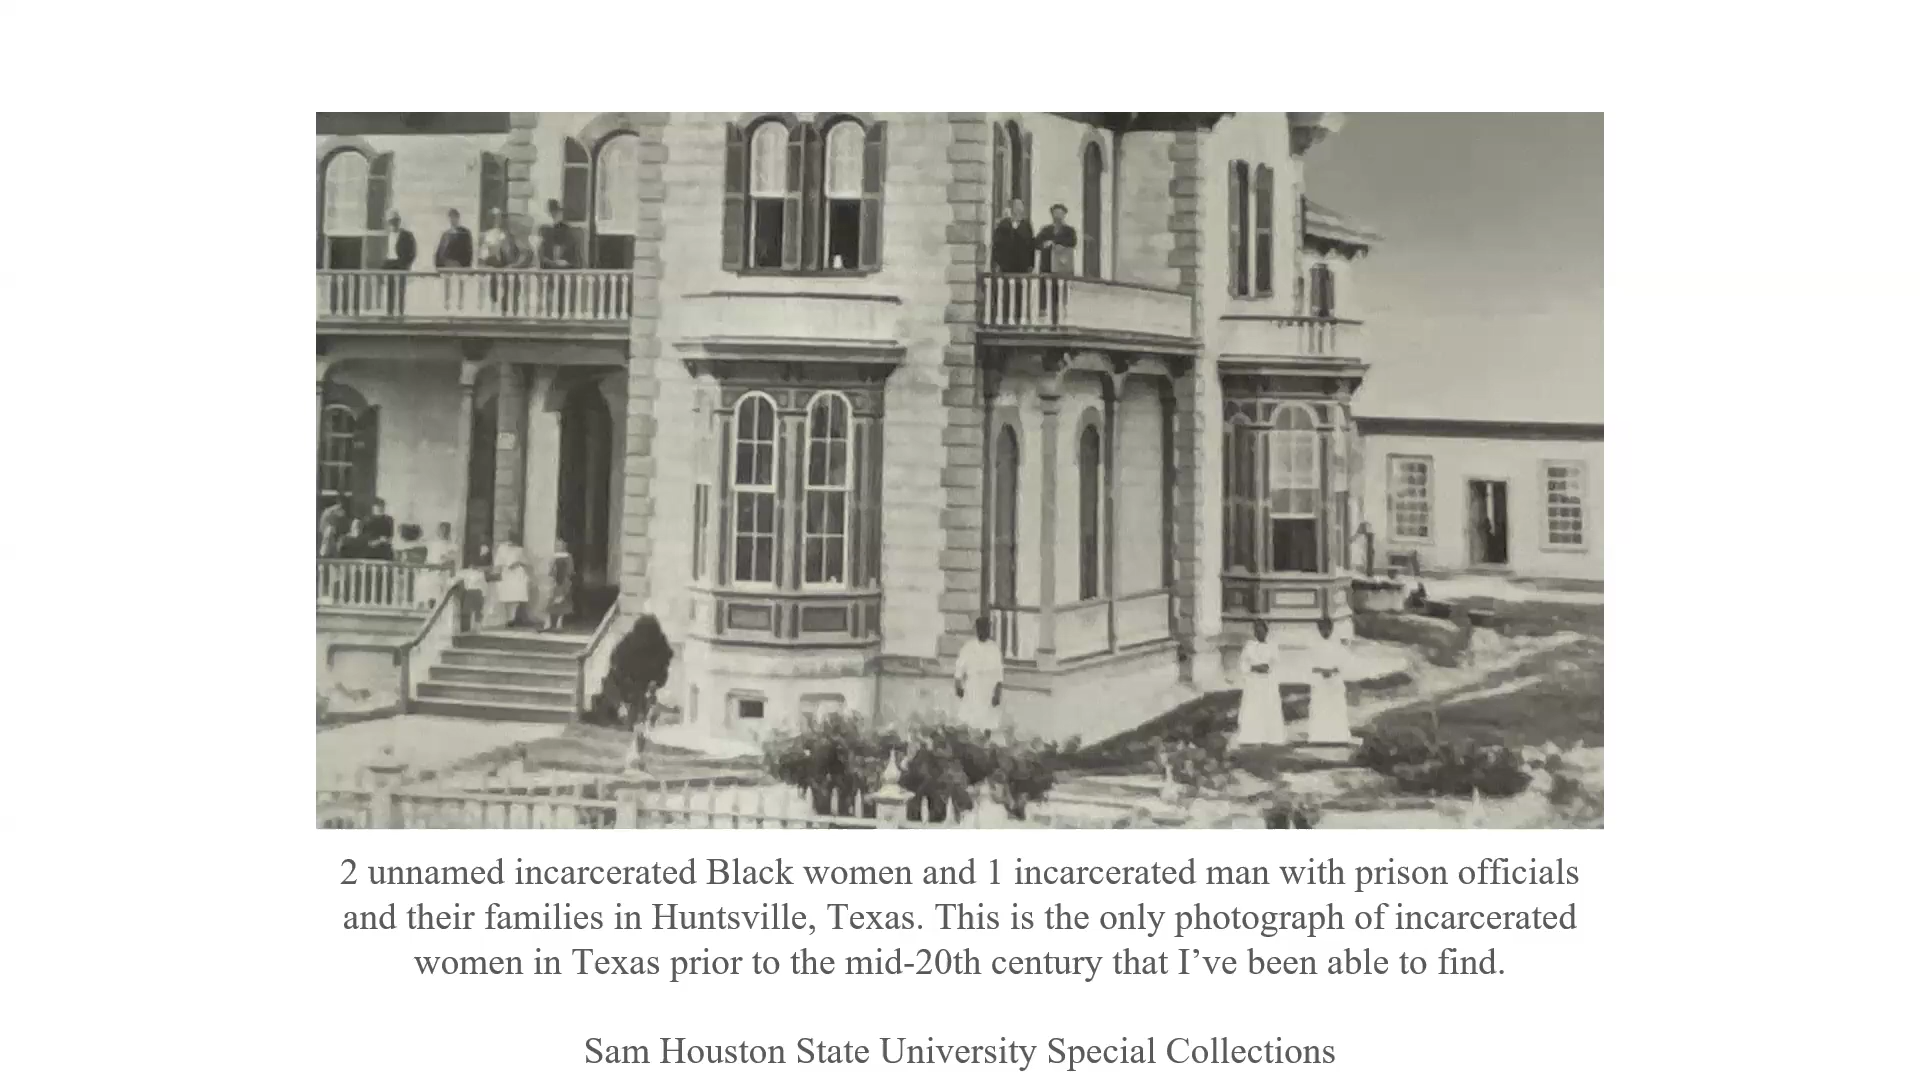 2 unnamed incarcerated Black women and 1 incarcerated man with prison officials
and their families in Huntsville, Texas. This is the only photograph of incarcerated
women in Texas prior to the mid-20th century that I’ve been able to find.
Sam Houston State University Special Collections